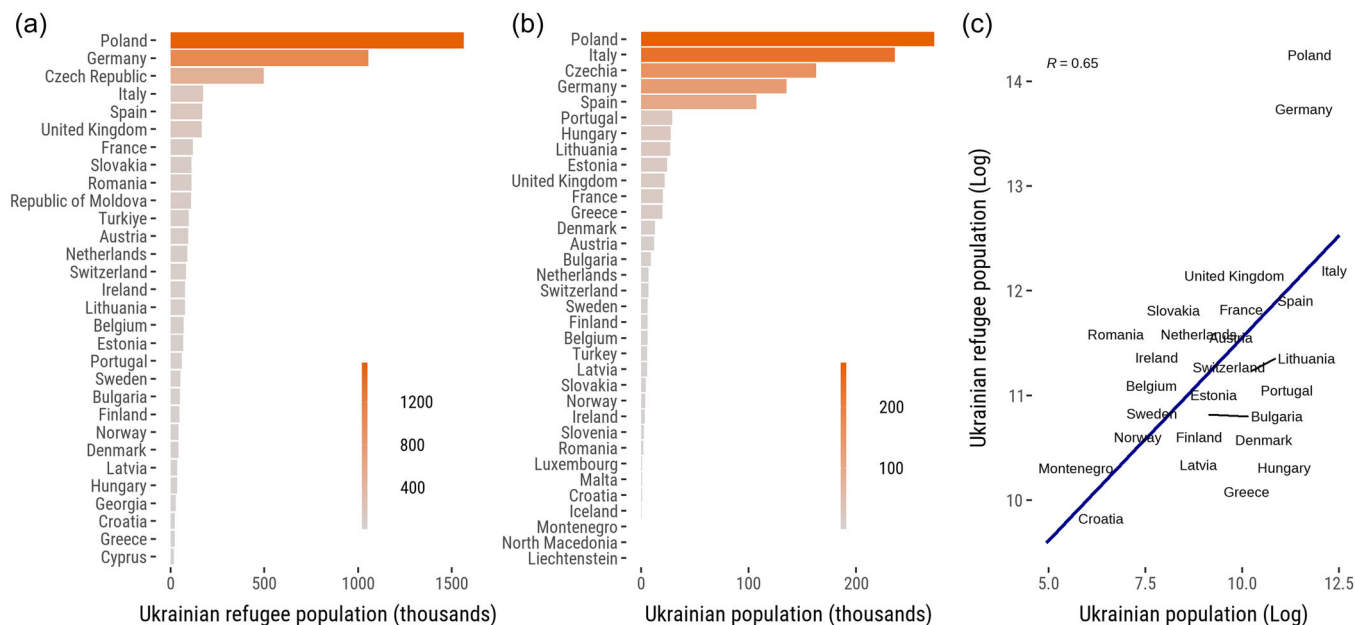 (a)
Poland
Germany
Czech Republic
Italy
Spain
United Kingdom
France
Slovakia
Romania
Republic of Moldova
Turkiye
Austria
Netherlands
Switzerland
Ireland
Lithuania
Belgium
Estonia
Portugal
Sweden
Bulgaria
Finland
Norway
Denmark
Latvia
Hungary
Georgia
Croatia
Greece
Cyprus
1200
800
400
0
500
1000
1500
Ukrainian refugee population (thousands)
(b)
Poland
Italy
Czechia
Germany
Spain
Portugal
Hungary
Lithuania
Estonia
United Kingdom
France
Greece
Denmark
Austria
Bulgaria
Netherlands
Switzerland
Sweden
Finland
Belgium
Turkey
Latvia
Slovakia
Norway
Ireland
Slovenia
Romania
Luxembourg
Malta
Croatia
Iceland
Montenegro
North Macedonia
Liechtenstein
200
100
0
100
200
Ukrainian population (thousands)
(c)
R = 0.65
Ukrainian refugee population (Log)
14
13
12
11
10
Poland
Germany
Italy
United Kingdom
Spain
Slovakia
France
Romania
Netherlands
Austria
Ireland
Lithuania
Switzerland
Belgium
Portugal
Estonia
Sweden
Bulgaria
Norway
Finland
Denmark
Montenegro
Latvia
Hungary
Greece
Croatia
5.0
7.5
10.0
12.5
Ukrainian population (Log)